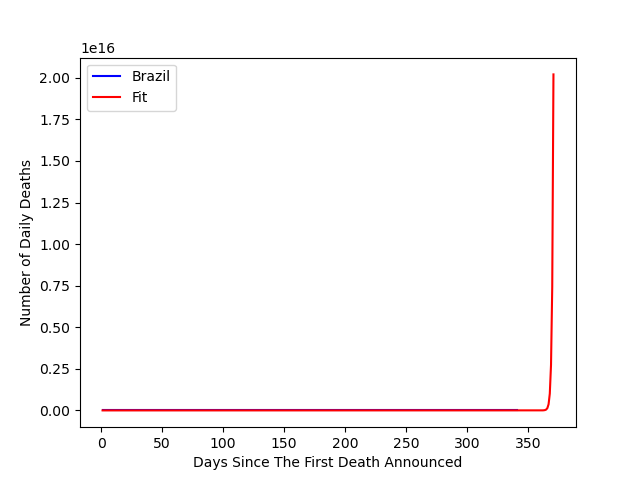 1e16
2.00
1.75
1.50
1.25
1.00
0.75
0.50
0.25
0.00
Number of Daily Deaths
Brazil
Fit
0 50 100 150 200 250 300 350
Days Since The First Death Announced